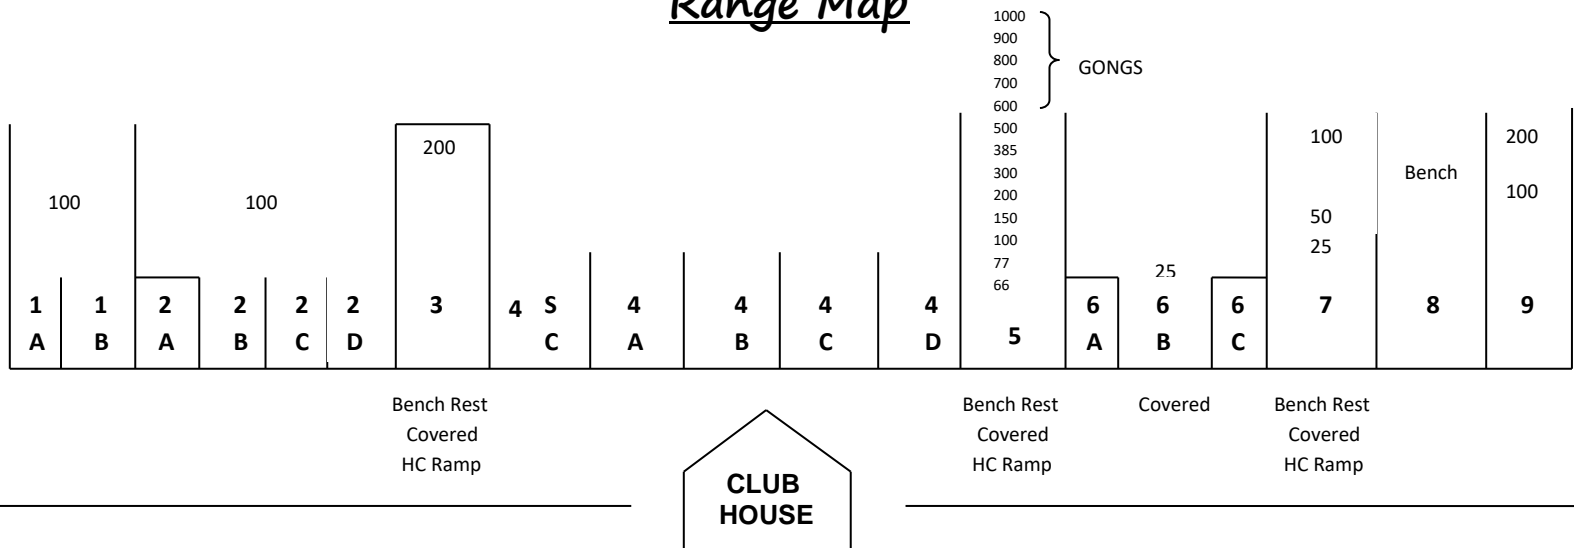 Range Map
1000
900
800
700
600
GONGS
500
385
300
200
150
100
77
66
100
100
200
25
100
50
25
Bench
200
100
1 1 2 2 2 2 3 4 S 4 4 4 4 5 6 6 6 7 8 9
A B A B C D C A B C D A B C
Bench Rest
Covered
HC Ramp
Bench Rest
Covered
HC Ramp
Covered
Bench Rest
Covered
HC Ramp
CLUB
HOUSE